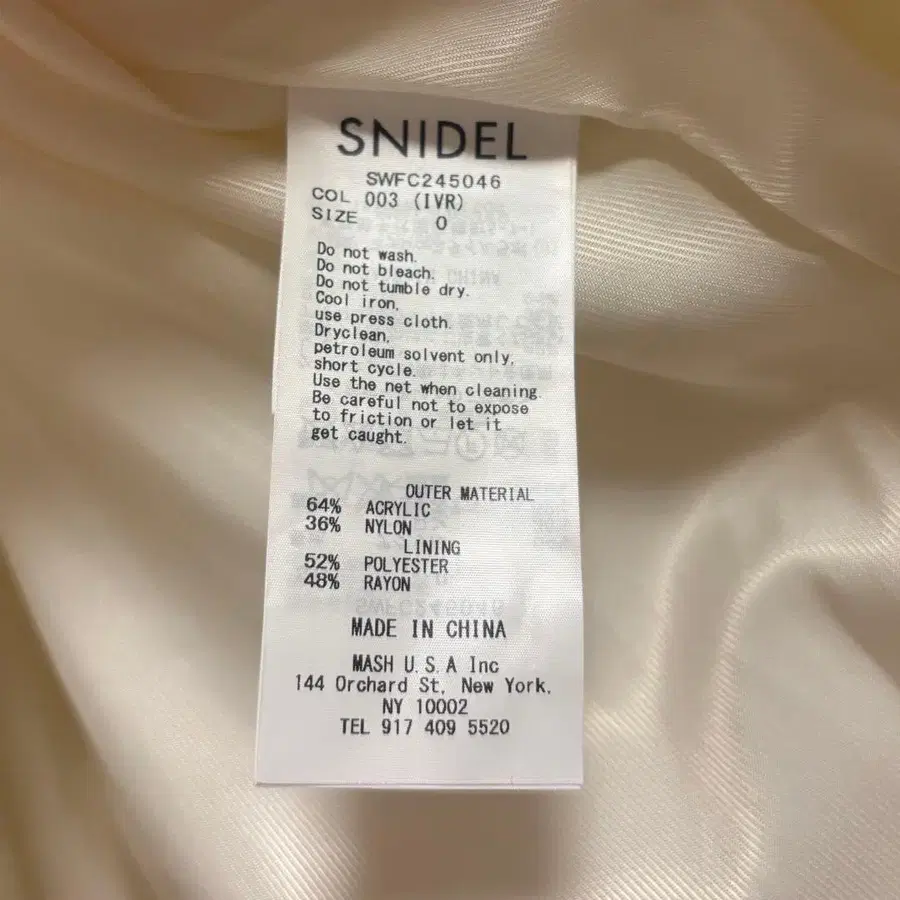 SNIDEL
SWFC245046
COL 003 (IVR)
SIZE 0
Do not wash.
Do not bleach.
Do not tumble dry.
Cool iron,
use press cloth.
Dryclean,
petroleum solvent only,
short cycle.
Use the net when cleaning.
Be careful not to expose
to friction or let it
get caught.
OUTER MATERIAL
64% ACRYLIC
36% NYLON
LINING
52% POLYESTER
48% RAYON
MADE IN CHINA
MASH U.S.A Inc
144 Orchard St, New York,
NY 10002
TEL 917 409 5520